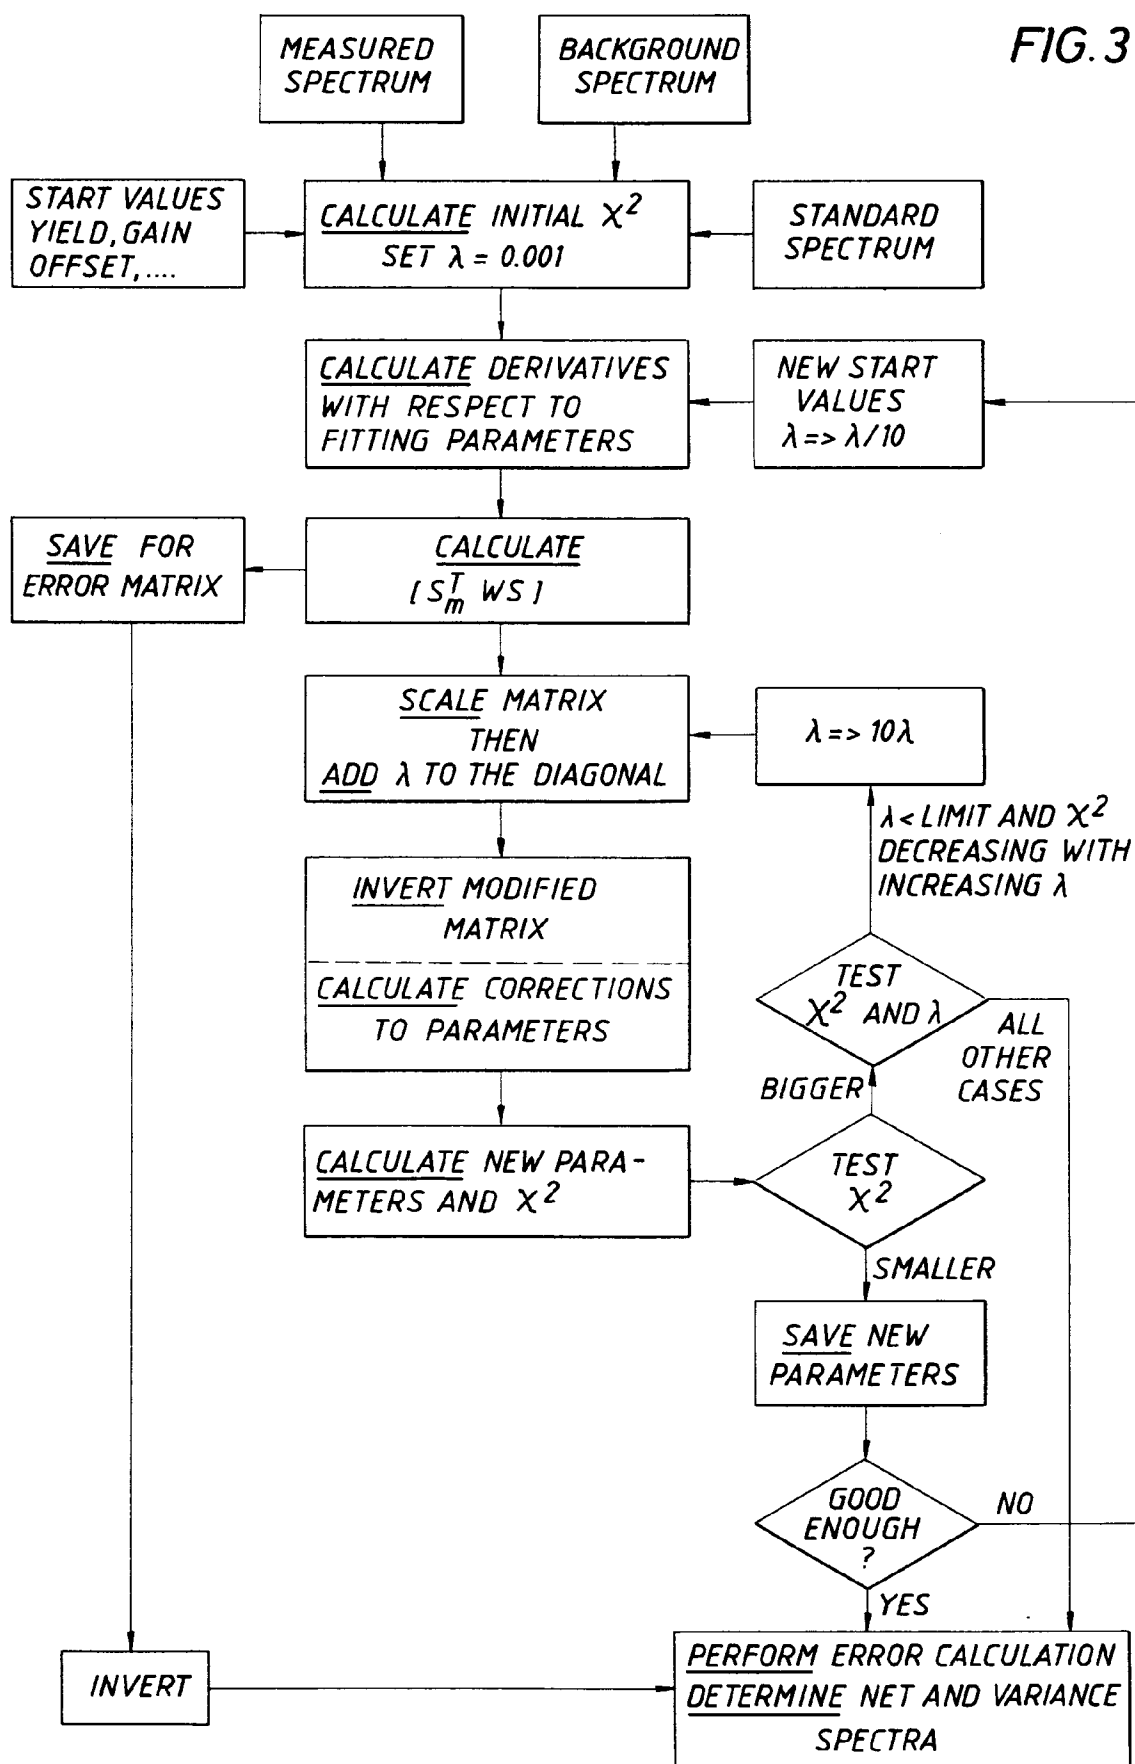 FIG. 3
MEASURED
SPECTRUM
BACKGROUND
SPECTRUM
START VALUES
YIELD, GAIN
OFFSET, ....
CALCULATE INITIAL χ²
SET λ = 0.001
STANDARD
SPECTRUM
CALCULATE DERIVATIVES
WITH RESPECT TO
FITTING PARAMETERS
NEW START
VALUES
λ => λ/10
SAVE FOR
ERROR MATRIX
CALCULATE
[ S_m^T WS ]
SCALE MATRIX
THEN
ADD λ TO THE DIAGONAL
λ => 10λ
λ < LIMIT AND χ²
DECREASING WITH
INCREASING λ
INVERT MODIFIED
MATRIX
CALCULATE CORRECTIONS
TO PARAMETERS
TEST
χ² AND λ
ALL
OTHER
CASES
BIGGER
CALCULATE NEW PARA-
METERS AND χ²
TEST
χ²
SMALLER
SAVE NEW
PARAMETERS
GOOD
ENOUGH
?
NO
YES
INVERT
PERFORM ERROR CALCULATION
DETERMINE NET AND VARIANCE
SPECTRA